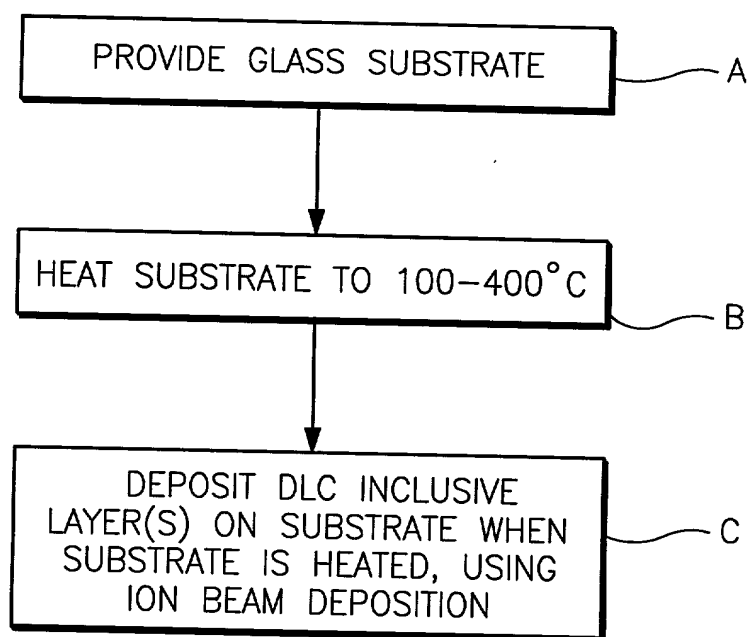 PROVIDE GLASS SUBSTRATE
A
HEAT SUBSTRATE TO 100-400°C
B
DEPOSIT DLC INCLUSIVE
LAYER(S) ON SUBSTRATE WHEN
SUBSTRATE IS HEATED, USING
ION BEAM DEPOSITION
C